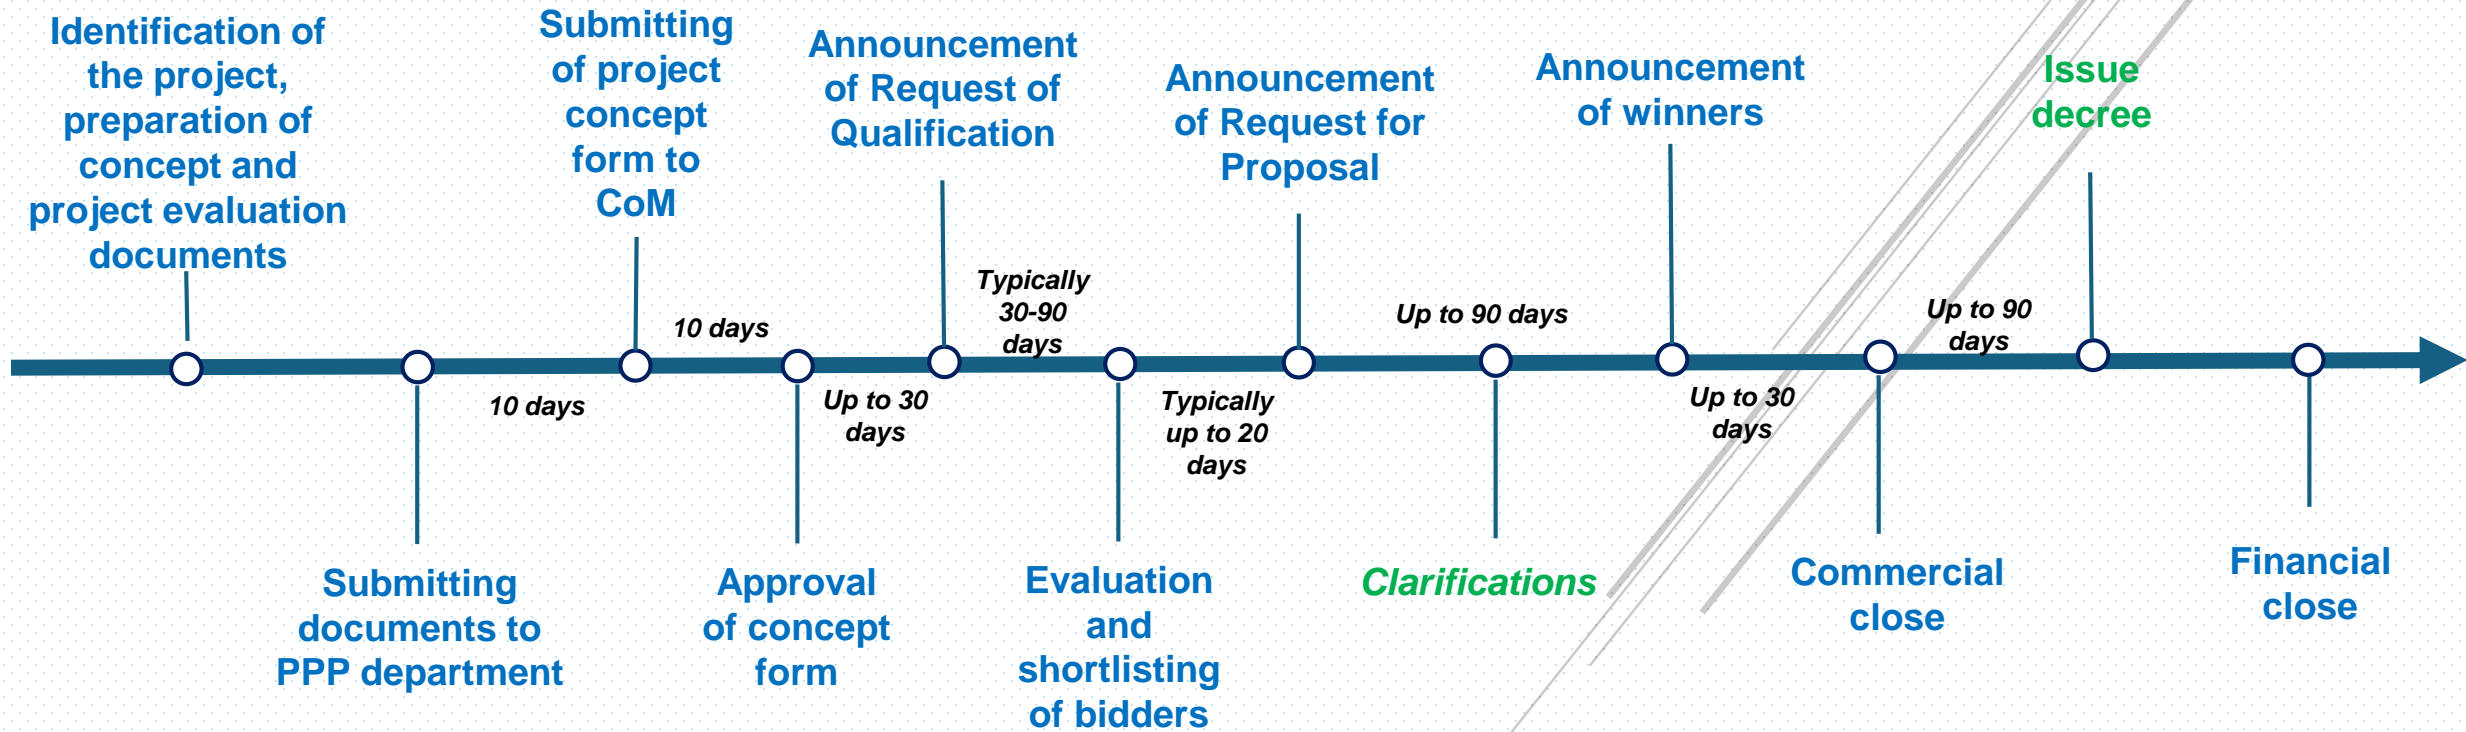 Identification of
the project,
preparation of
concept and
project evaluation
documents
Submitting
of project
concept
form to
CoM
Announcement
of Request of
Qualification
Announcement
of Request for
Proposal
Announcement
of winners
Issue
decree
10 days
Typically
30-90
days
Up to 90 days
Up to 90
days
10 days
Up to 30
days
Typically
up to 20
days
Up to 30
days
Submitting
documents to
PPP department
Approval
of concept
form
Evaluation
and
shortlisting
of bidders
Clarifications
Commercial
close
Financial
close